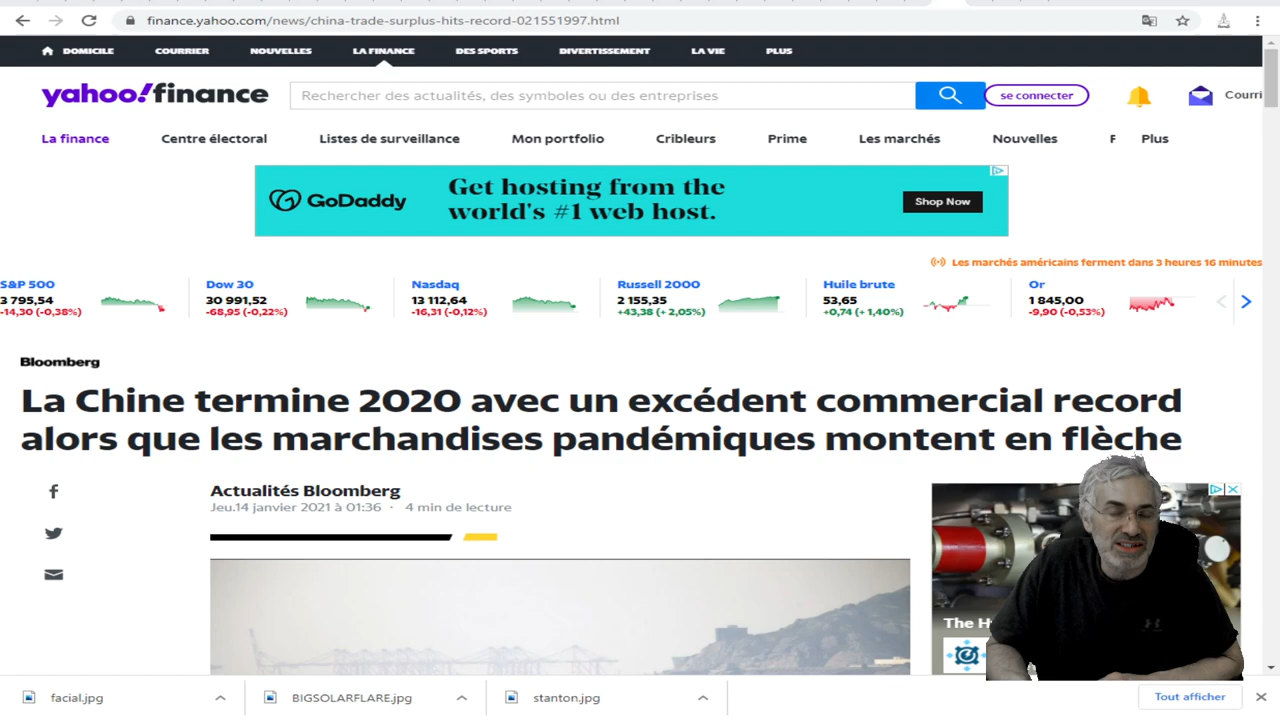 finance.yahoo.com/news/china-trade-surplus-hits-record-021551997.html
DOMICILE COURRIER NOUVELLES LA FINANCE DES SPORTS DIVERTISSEMENT LA VIE PLUS
yahoo!finance Rechercher des actualités, des symboles ou des entreprises se connecter Courri
La finance Centre électoral Listes de surveillance Mon portfolio Cribleurs Prime Les marchés Nouvelles F Plus
GoDaddy Get hosting from the
world's #1 web host. Shop Now
Les marchés américains ferment dans 3 heures 16 minutes
S&P 500 Dow 30 Nasdaq Russell 2000 Huile brute Or
3 795,54 30 991,52 13 112,64 2 155,35 53,65 1 845,00
-14,30 (-0,38%) -68,95 (-0,22%) -16,31 (-0,12%) +43,38 (+ 2,05%) +0,74 (+ 1,40%) -9,90 (-0,53%)
Bloomberg
La Chine termine 2020 avec un excédent commercial record
alors que les marchandises pandémiques montent en flèche
Actualités Bloomberg
Jeu.14 janvier 2021 à 01:36 · 4 min de lecture
The H
facial.jpg BIGSOLARFLARE.jpg stanton.jpg Tout afficher